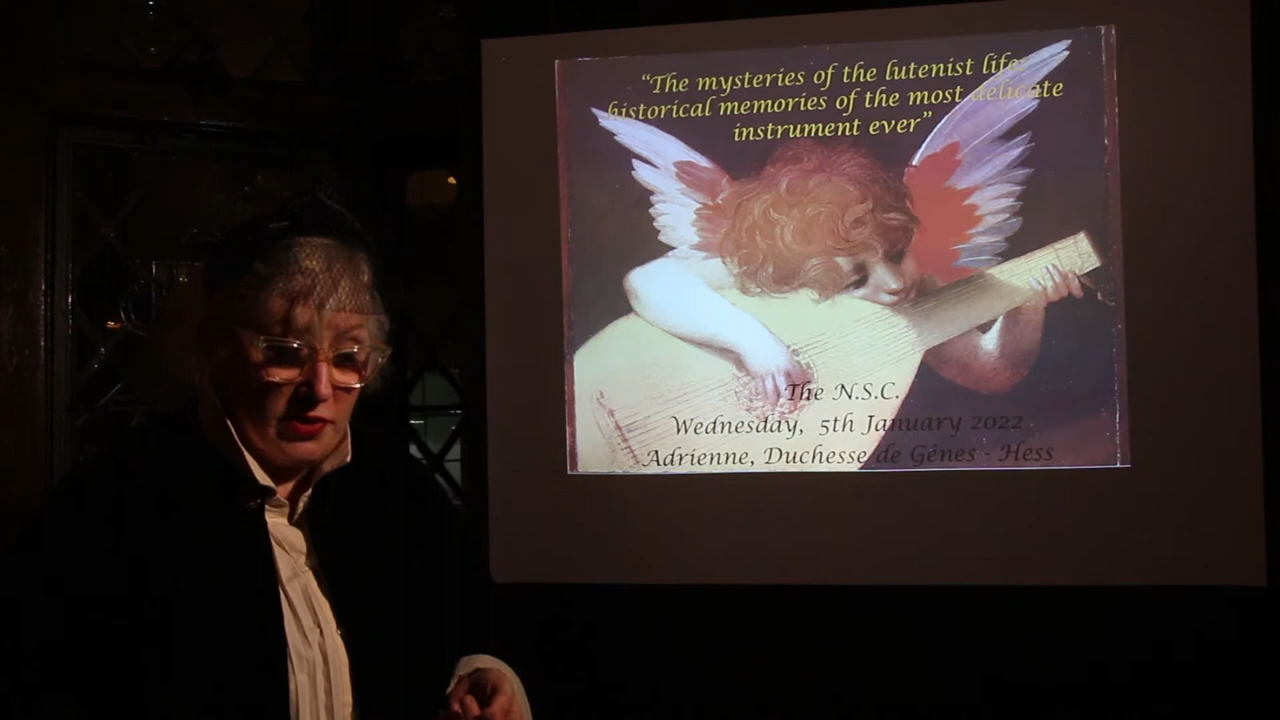 “The mysteries of the lutenist life:
historical memories of the most delicate
instrument ever”
The N.S.C.
Wednesday, 5th January 2022
Adrienne, Duchesse de Gênes - Hess